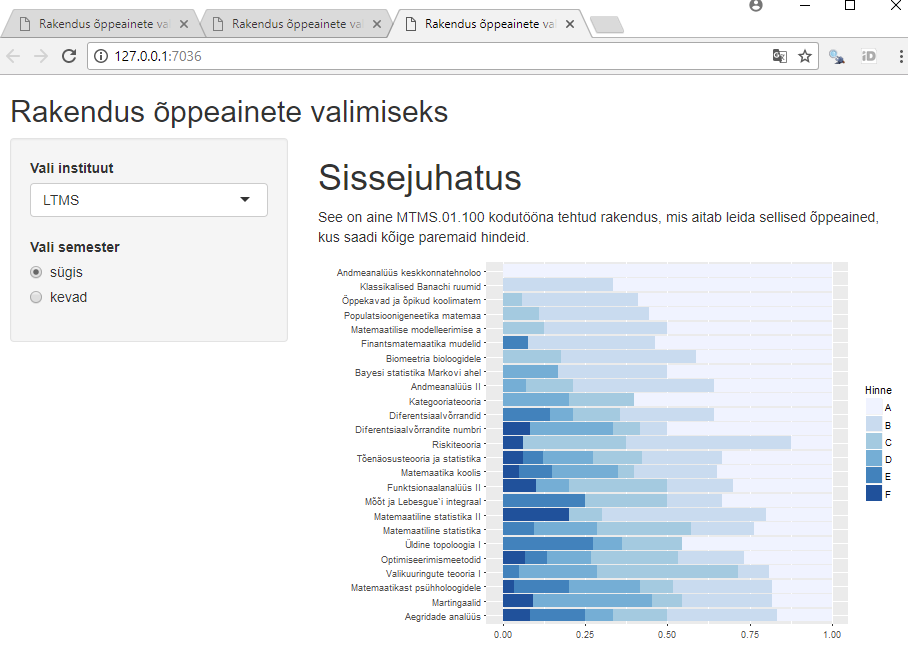 Rakendus õppeainete va
Rakendus õppeainete va
Rakendus õppeainete va
127.0.0.1:7036
iD
Rakendus õppeainete valimiseks
Vali instituut
LTMS
Vali semester
sügis
kevad
Sissejuhatus
See on aine MTMS.01.100 kodutööna tehtud rakendus, mis aitab leida sellised õppeained,
kus saadi kõige paremaid hindeid.
Andmeanalüüs keskkonnatehnoloo
Klassikalised Banachi ruumid
Õppekavad ja õpikud koolimatem
Populatsioonigeneetika matemaa
Matemaatilise modelleerimise a
Finantsmatemaatika mudelid
Biomeetria bioloogidele
Bayesi statistika Markovi ahel
Andmeanalüüs II
Kategooriateooria
Diferentsiaalvõrrandid
Diferentsiaalvõrrandite numbri
Riskiteooria
Tõenäosusteooria ja statistika
Matemaatika koolis
Funktsionaalanalüüs II
Mõõt ja Lebesgue`i integraal
Matemaatiline statistika II
Matemaatiline statistika
Üldine topoloogia I
Optimiseerimismeetodid
Valikuuringute teooria I
Matemaatikast psühholoogidele
Martingaalid
Aegridade analüüs
0.00 0.25 0.50 0.75 1.00
Hinne
A
B
C
D
E
F